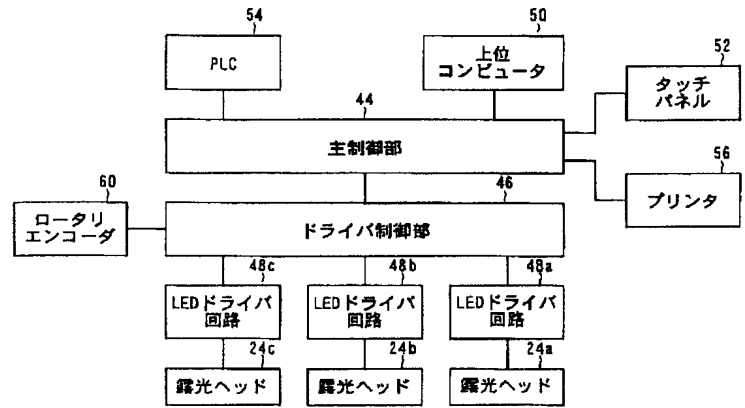 54
PLC
50
上位
コンピュータ
52
タッチ
パネル
44
主制御部
56
プリンタ
60
ロータリ
エンコーダ
46
ドライバ制御部
48c
LEDドライバ
回路
48b
LEDドライバ
回路
48a
LEDドライバ
回路
24c
露光ヘッド
24b
露光ヘッド
24a
露光ヘッド